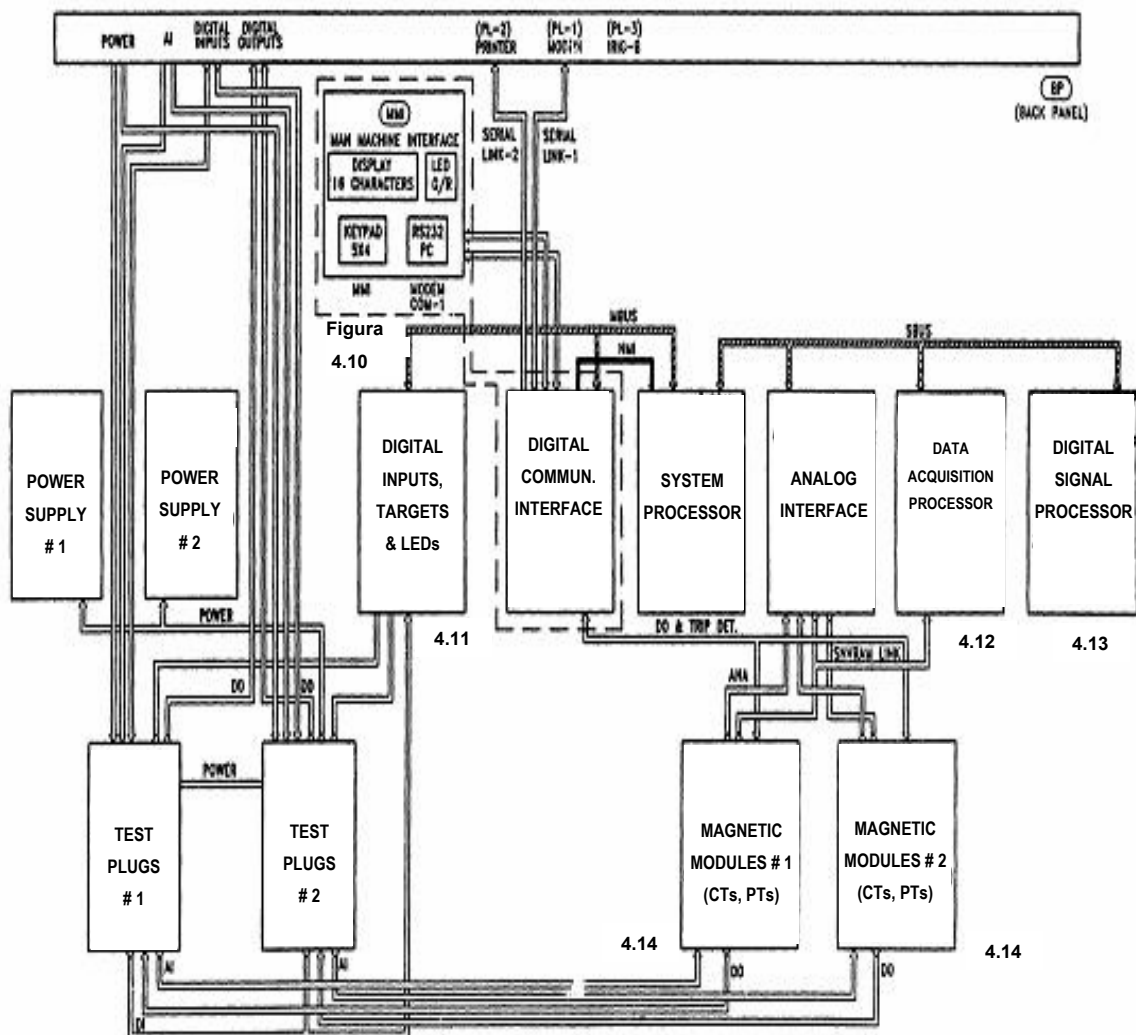 POWER
AI
DIGITAL
INPUTS
DIGITAL
OUTPUTS
(PL-2)
PRINTER
(PL-1)
MODEM
(PL-3)
IRIG-B
BP
(BACK PANEL)
MMI
MAN MACHINE INTERFACE
DISPLAY
16 CHARACTERS
LED
G/R
KEYPAD
5X4
RS232
PC
MMI
MODEM
COM-1
SERIAL
LINK-2
SERIAL
LINK-1
Figura
4.10
MBUS
NMI
SBUS
POWER
SUPPLY
# 1
POWER
SUPPLY
# 2
DIGITAL
INPUTS,
TARGETS
& LEDs
DIGITAL
COMMUN.
INTERFACE
SYSTEM
PROCESSOR
ANALOG
INTERFACE
DATA
ACQUISITION
PROCESSOR
DIGITAL
SIGNAL
PROCESSOR
POWER
4.11
DO & TRIP DET.
4.12
4.13
LINK
ANA
DO
DO
POWER
TEST
PLUGS
# 1
TEST
PLUGS
# 2
MAGNETIC
MODULES # 1
(CTs, PTs)
MAGNETIC
MODULES # 2
(CTs, PTs)
4.14
4.14
AI
AI
DO
DO